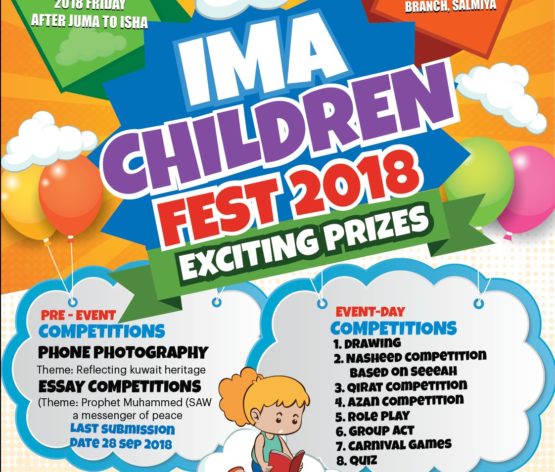 2018 FRIDAY
AFTER JUMA TO ISHA
BRANCH, SALMIYA
IMA
CHILDREN
FEST 2018
EXCITING PRIZES
PRE - EVENT
COMPETITIONS
PHONE PHOTOGRAPHY
Theme: Reflecting kuwait heritage
ESSAY COMPETITIONS
(Theme: Prophet Muhammed (SAW
a messenger of peace
LAST SUBMISSION
DATE 28 SEP 2018
EVENT-DAY
COMPETITIONS
1. DRAWING
2. NASHEED COMPETITION
BASED ON SEEEAH
3. QIRAT COMPETITION
4. AZAN COMPETITION
5. ROLE PLAY
6. GROUP ACT
7. CARNIVAL GAMES
8. QUIZ